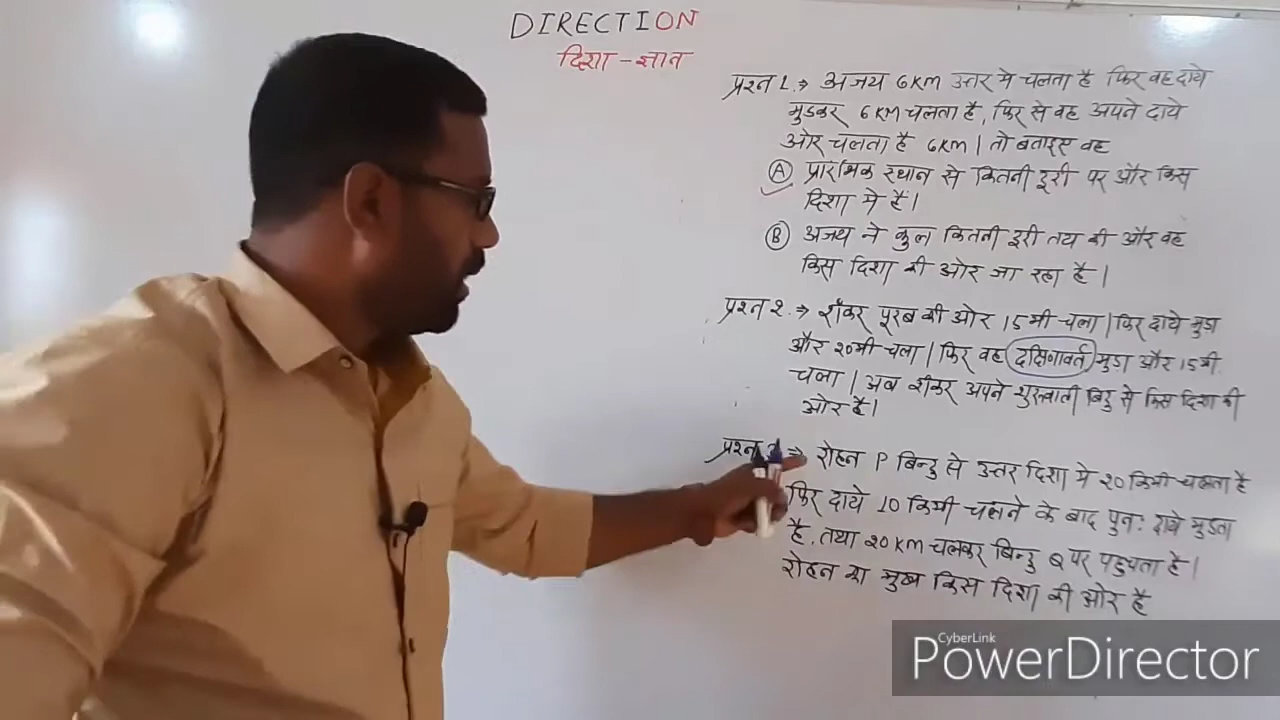 DIRECTION
दिशा-ज्ञान
प्रश्न 1. → अजय 6KM उत्तर मे चलता है फिर वह दाये
मुडकर 6KM चलता है, फिर से वह अपने दाये
ओर चलता है 6KM | तो बताइए वह
Ⓐ प्रारंभिक स्थान से कितनी दूरी पर और किस
दिशा मे है।
Ⓑ अजय ने कुल कितनी दूरी तय की और वह
किस दिशा की ओर जा रहा है |
प्रश्न 2. → शंकर पूरब की ओर 15मी चला | फिर दाये मुडा
और 20मी चला | फिर वह दक्षिणावर्त मुडा और 15मी.
चला | अब शंकर अपने शुरुवाती बिंदु से किस दिशा की
ओर है।
प्रश्न → रोहन P बिन्दु से उत्तर दिशा मे 20 किमी चलता है
फिर दाये 10 किमी चलने के बाद पुनः दाये मुडता
है, तथा 20 KM चलकर बिन्दु Q पर पहुचता है |
रोहन का मुख किस दिशा की ओर है
CyberLink
PowerDirector